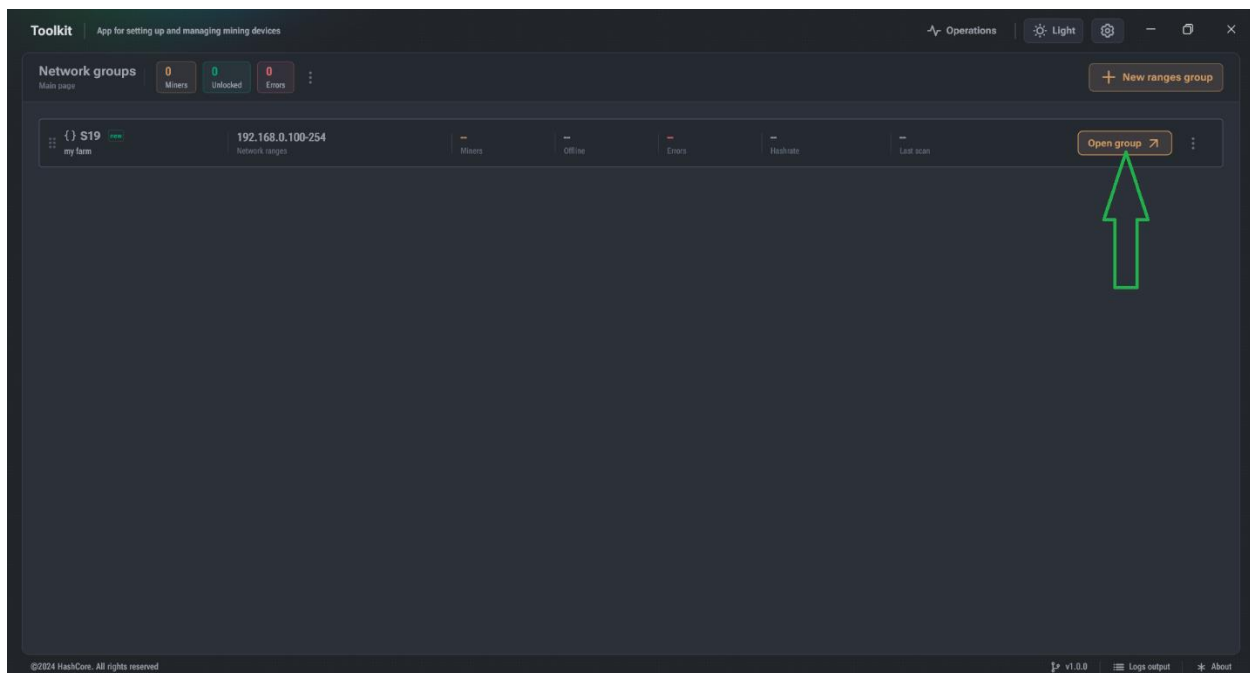 Toolkit App for setting up and managing mining devices Operations Light
Network groups
Main page
0 Miners
0 Unlocked
0 Errors
New ranges group
{} S19 new
my farm
192.168.0.100-254
Network ranges
-- Miners
-- Offline
-- Errors
-- Hashrate
-- Last scan
Open group
©2024 HashCore. All rights reserved v1.0.0 Logs output About